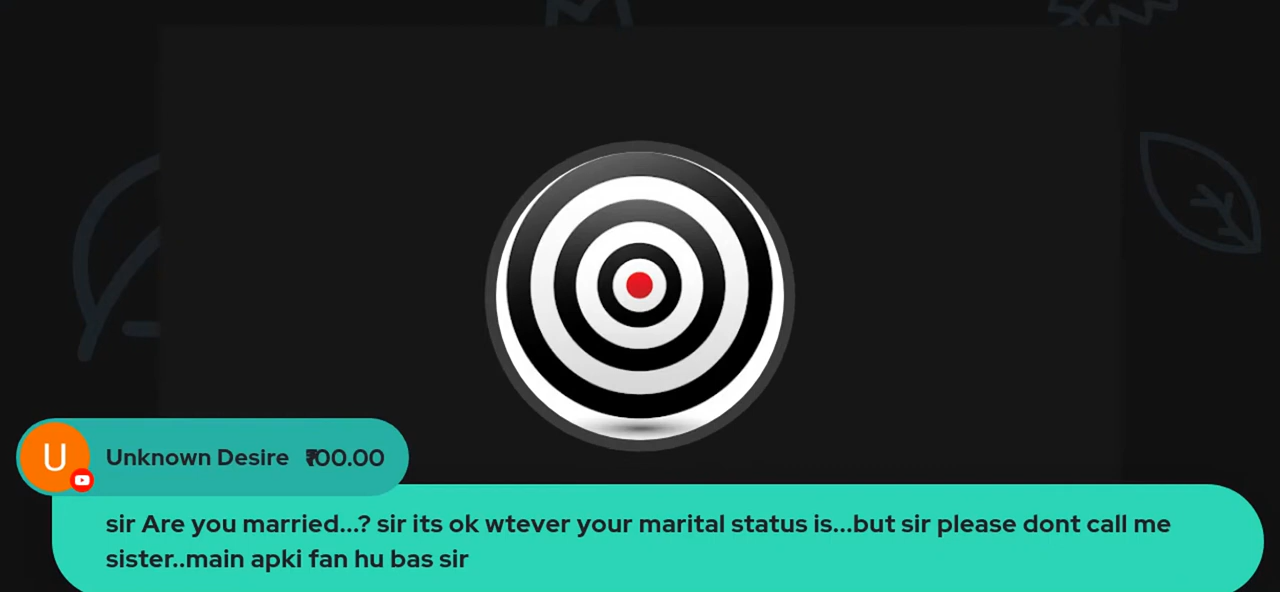 U
Unknown Desire ₹100.00
sir Are you married...? sir its ok wtever your marital status is...but sir please dont call me
sister..main apki fan hu bas sir